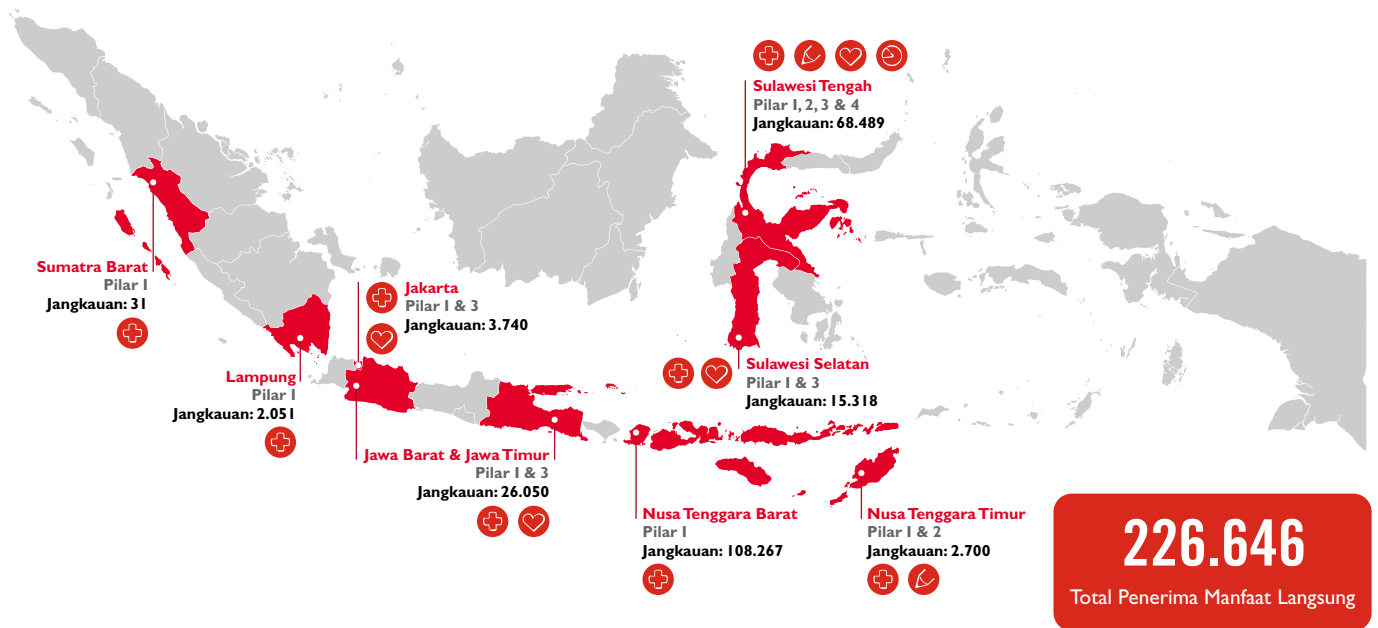 Sulawesi Tengah
Pilar 1, 2, 3 & 4
Jangkauan: 68.489
Sumatra Barat
Pilar 1
Jangkauan: 31
Jakarta
Pilar 1 & 3
Jangkauan: 3.740
Lampung
Pilar 1
Jangkauan: 2.051
Sulawesi Selatan
Pilar 1 & 3
Jangkauan: 15.318
Jawa Barat & Jawa Timur
Pilar 1 & 3
Jangkauan: 26.050
Nusa Tenggara Barat
Pilar 1
Jangkauan: 108.267
Nusa Tenggara Timur
Pilar 1 & 2
Jangkauan: 2.700
226.646
Total Penerima Manfaat Langsung